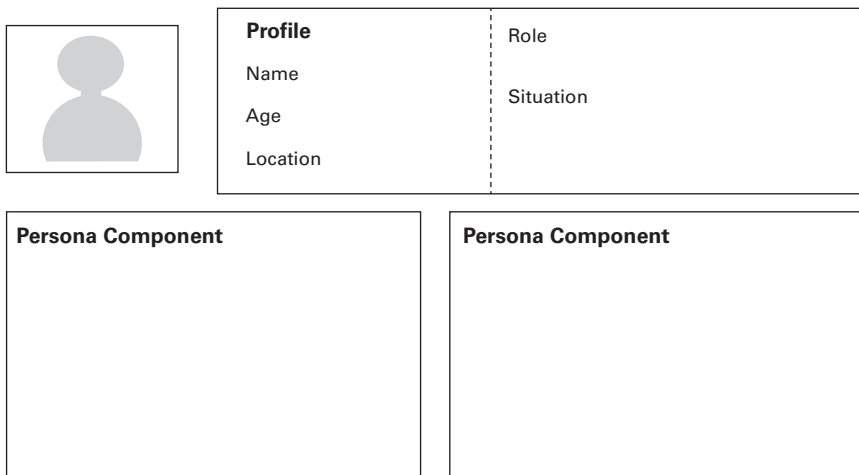 Profile
Name
Age
Location
Role
Situation
Persona Component
Persona Component